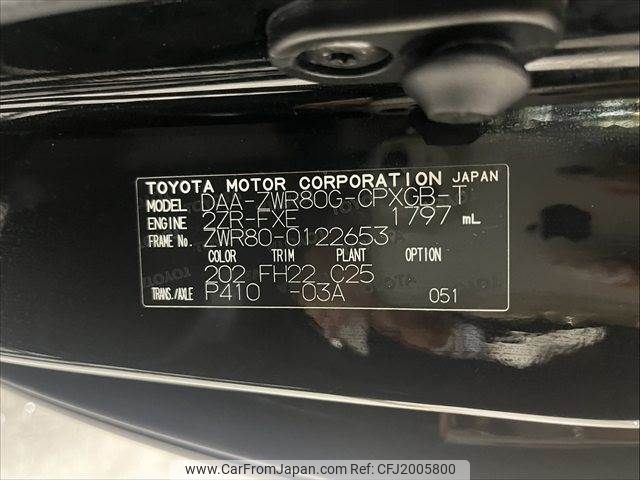 TOYOTA MOTOR CORPORATION JAPAN
MODEL DAA-ZWR80G-CPXGB-T
ENGINE 2ZR-FXE 1797 mL
FRAME No. ZWR80-0122653
COLOR TRIM PLANT OPTION
202 FH22 C25
TRANS./AXLE P410 -03A 051
www.CarFromJapan.com - CFJ2005800